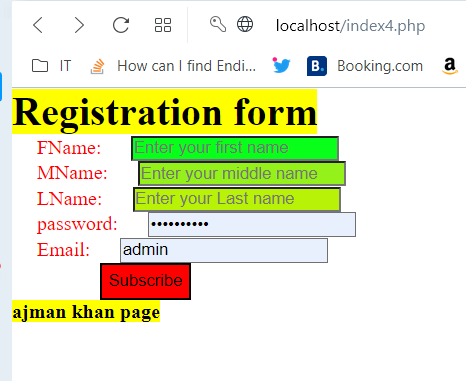 localhost/index4.php
IT How can I find Endi... B. Booking.com a
Registration form
FName: Enter your first name
MName: Enter your middle name
LName: Enter your Last name
password: ••••••••••
Email: admin
Subscribe
ajman khan page